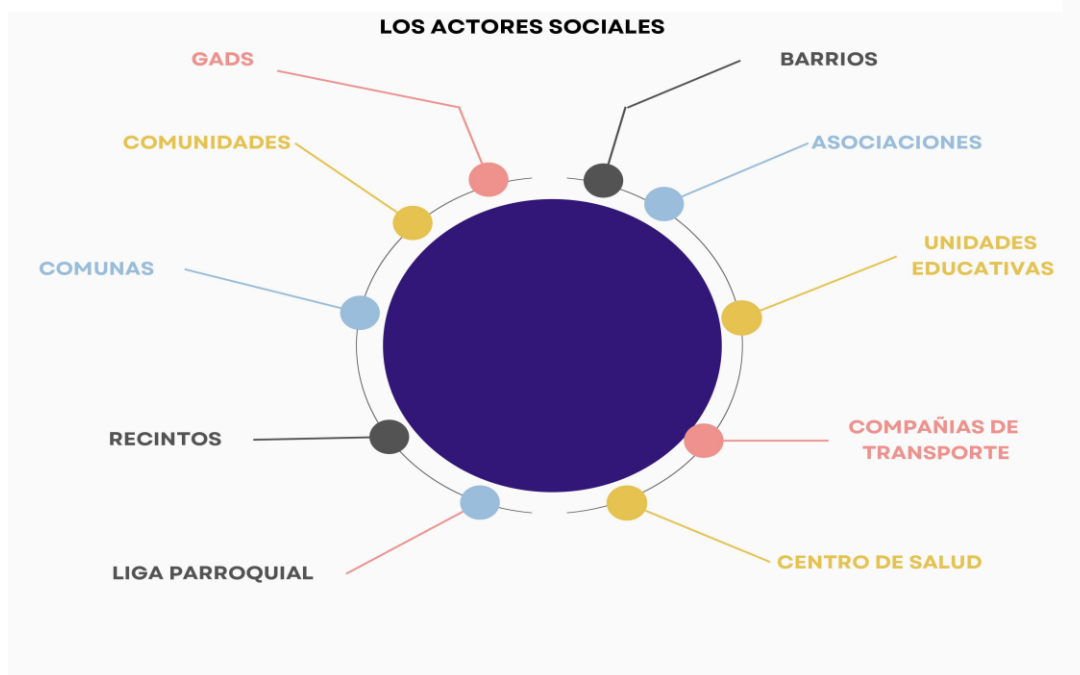 LOS ACTORES SOCIALES
GADS
BARRIOS
COMUNIDADES
ASOCIACIONES
UNIDADES
EDUCATIVAS
COMUNAS
RECINTOS
COMPAÑIAS DE
TRANSPORTE
LIGA PARROQUIAL
CENTRO DE SALUD